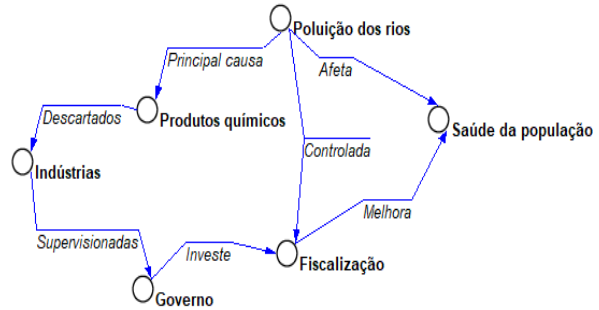 Poluição dos rios
Principal causa
Afeta
Descartados
Produtos químicos
Saúde da população
Controlada
Indústrias
Melhora
Supervisionadas
Investe
Fiscalização
Governo